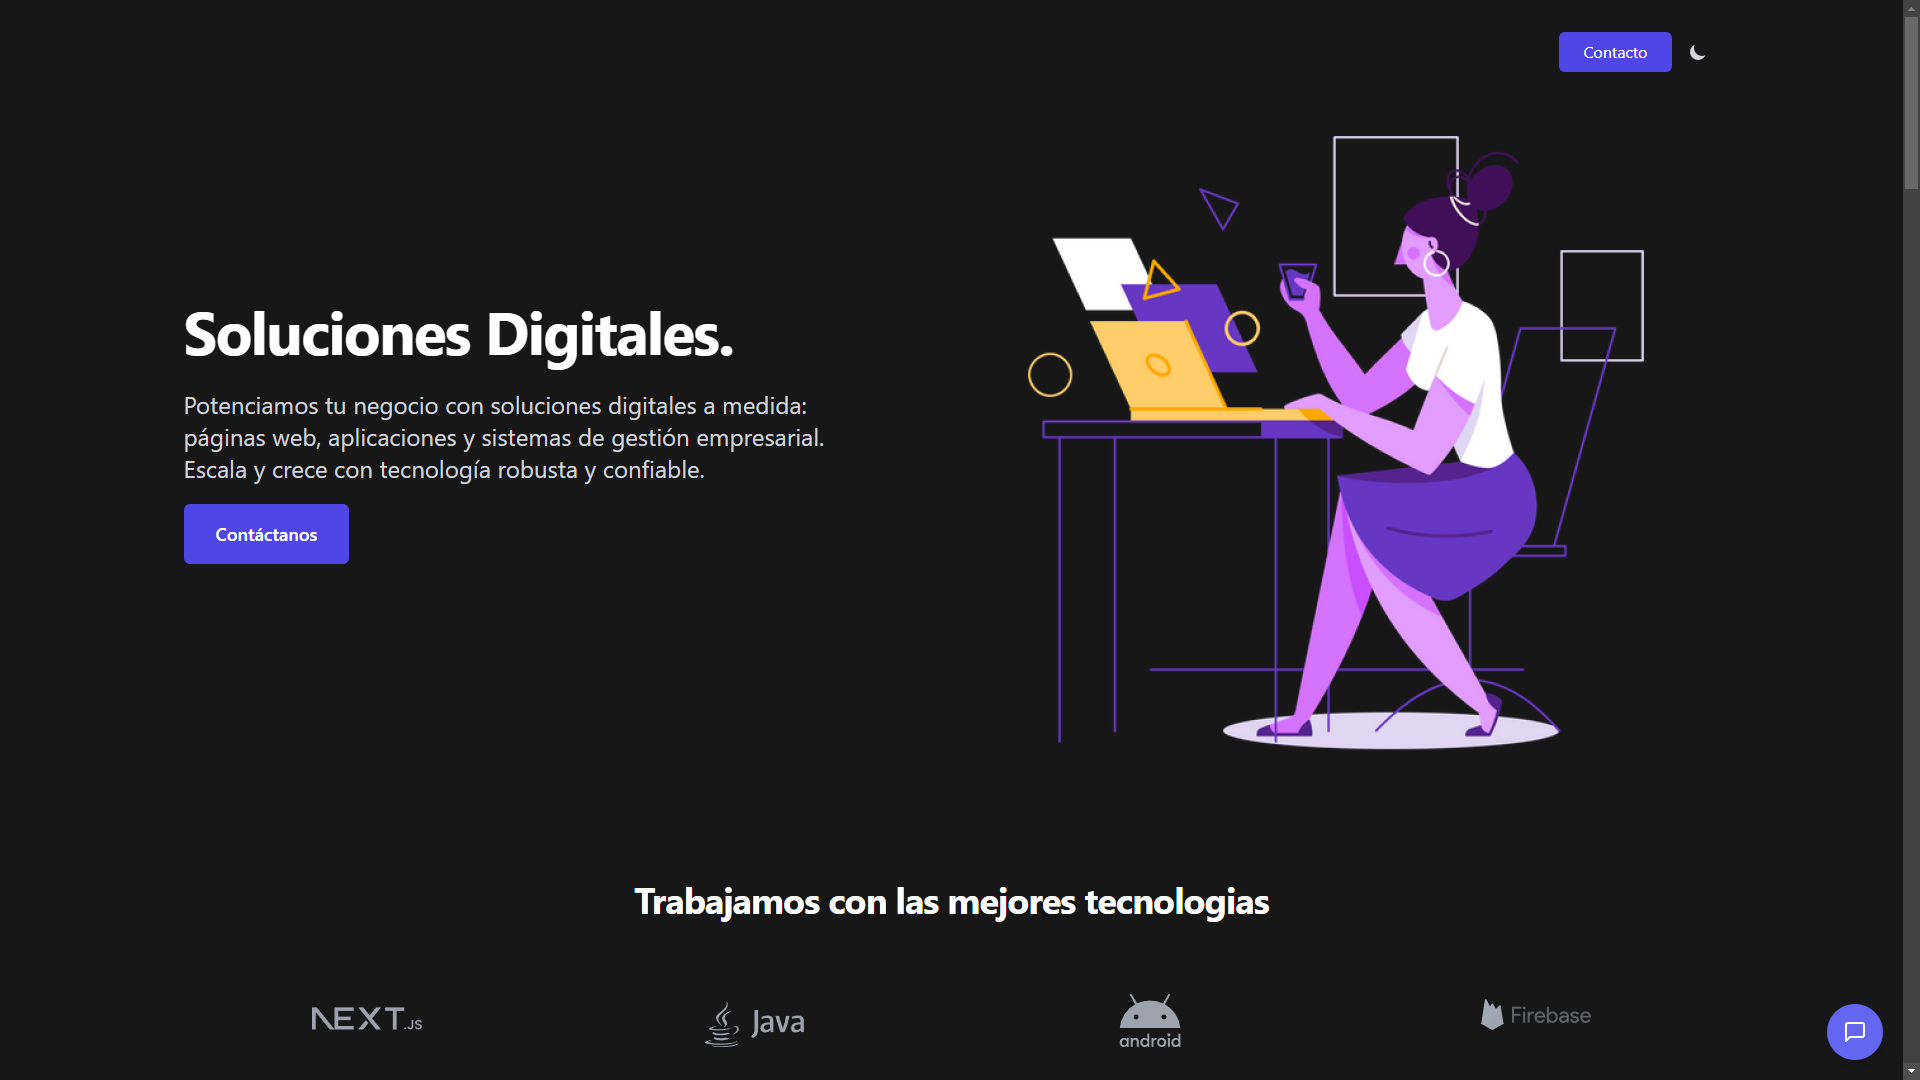 Contacto
Soluciones Digitales.
Potenciamos tu negocio con soluciones digitales a medida:
páginas web, aplicaciones y sistemas de gestión empresarial.
Escala y crece con tecnología robusta y confiable.
Contáctanos
Trabajamos con las mejores tecnologias
NEXT.JS
Java
android
Firebase